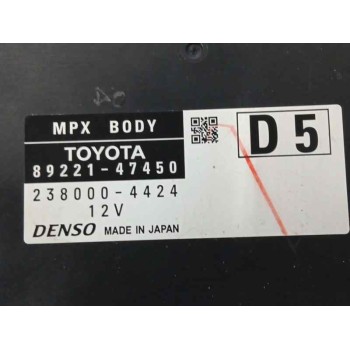 MPX BODY
D5
TOYOTA
89221-47450
238000-4424
12V
DENSO MADE IN JAPAN